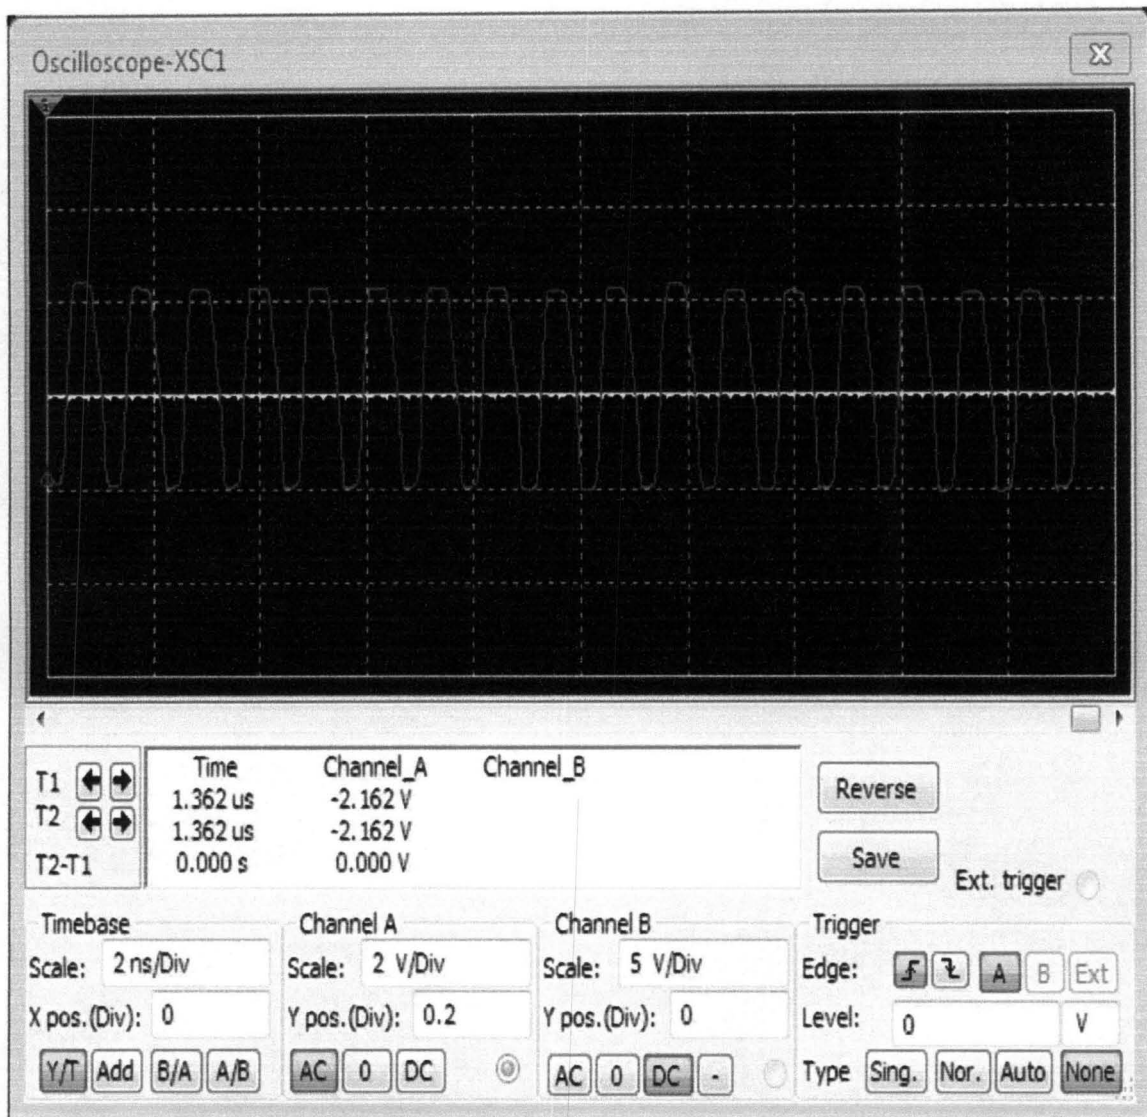 Oscilloscope-XSC1
T1
T2
T2-T1
Time Channel_A Channel_B
1.362 us -2.162 V
1.362 us -2.162 V
0.000 s 0.000 V
Reverse
Save
Ext. trigger
Timebase
Scale: 2 ns/Div
X pos.(Div): 0
Y/T Add B/A A/B
Channel A
Scale: 2 V/Div
Y pos.(Div): 0.2
AC 0 DC
Channel B
Scale: 5 V/Div
Y pos.(Div): 0
AC 0 DC -
Trigger
Edge: A B Ext
Level: 0 V
Type Sing. Nor. Auto None